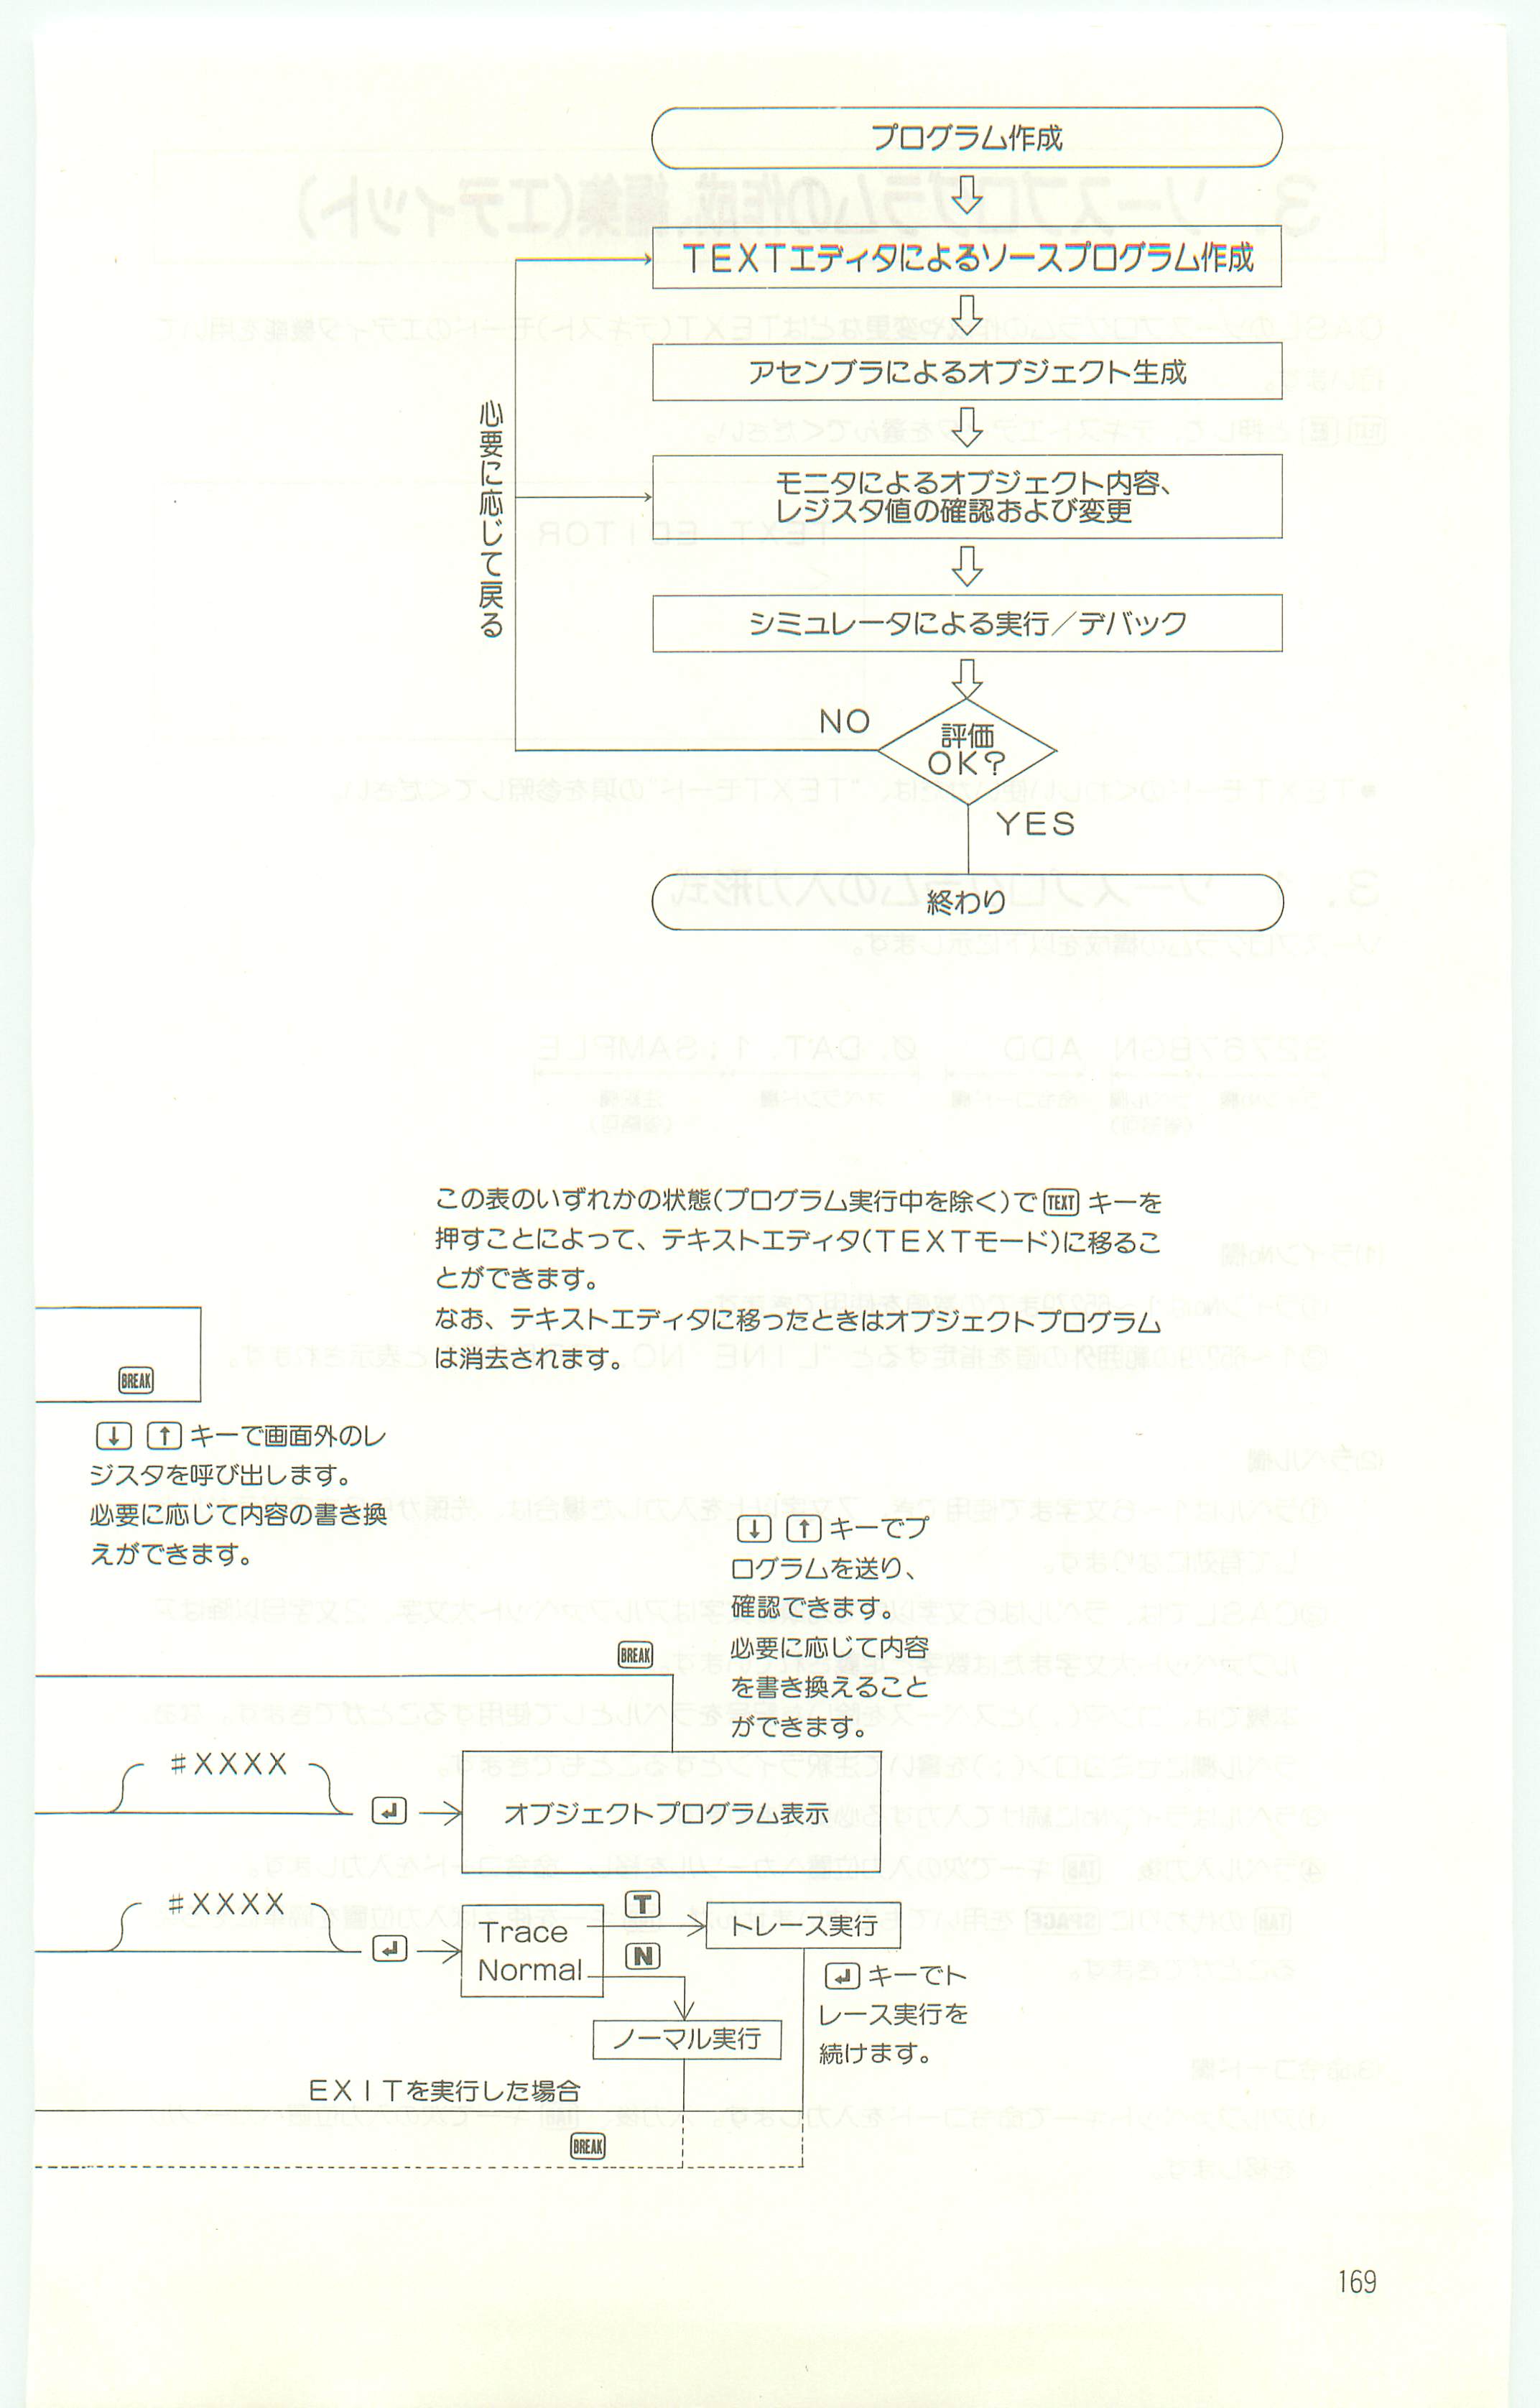 プログラム作成
TEXTエディタによるソースプログラム作成
アセンブラによるオブジェクト生成
モニタによるオブジェクト内容、
レジスタ値の確認および変更
シミュレータによる実行／デバック
必要に応じて戻る
NO
評価
OK?
YES
終わり
この表のいずれかの状態(プログラム実行中を除く)で TEXT キーを
押すことによって、テキストエディタ(TEXTモード)に移るこ
とができます。
なお、テキストエディタに移ったときはオブジェクトプログラム
は消去されます。
BREAK
↓ ↑ キーで画面外のレ
ジスタを呼び出します。
必要に応じて内容の書き換
えができます。
↓ ↑ キーでプ
ログラムを送り、
確認できます。
必要に応じて内容
を書き換えること
ができます。
BREAK
#XXXX
↵
オブジェクトプログラム表示
#XXXX
↵
Trace
Normal
T
N
トレース実行
ノーマル実行
↵ キーでト
レース実行を
続けます。
EXITを実行した場合
BREAK
169